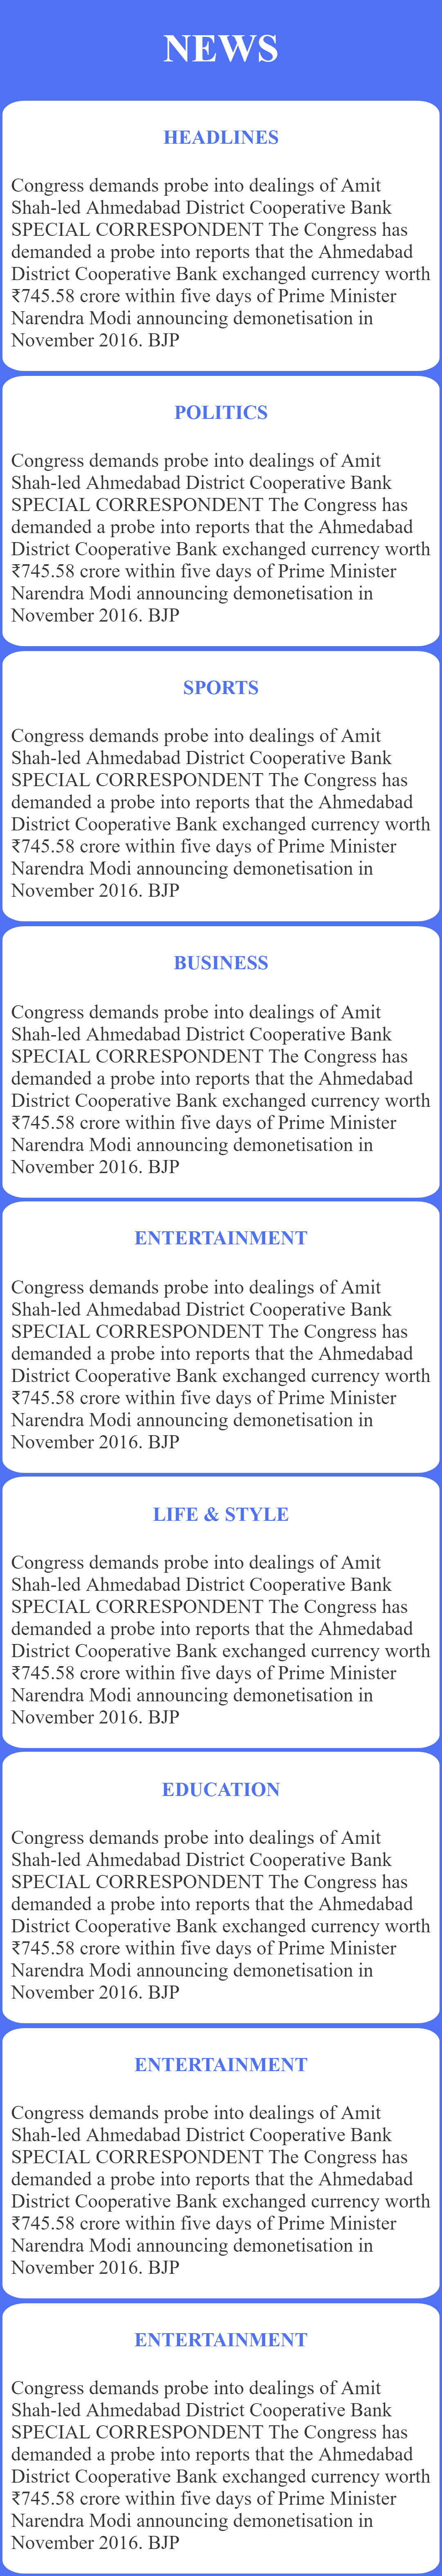 NEWS
HEADLINES
Congress demands probe into dealings of Amit
Shah-led Ahmedabad District Cooperative Bank
SPECIAL CORRESPONDENT The Congress has
demanded a probe into reports that the Ahmedabad
District Cooperative Bank exchanged currency worth
₹745.58 crore within five days of Prime Minister
Narendra Modi announcing demonetisation in
November 2016. BJP
POLITICS
Congress demands probe into dealings of Amit
Shah-led Ahmedabad District Cooperative Bank
SPECIAL CORRESPONDENT The Congress has
demanded a probe into reports that the Ahmedabad
District Cooperative Bank exchanged currency worth
₹745.58 crore within five days of Prime Minister
Narendra Modi announcing demonetisation in
November 2016. BJP
SPORTS
Congress demands probe into dealings of Amit
Shah-led Ahmedabad District Cooperative Bank
SPECIAL CORRESPONDENT The Congress has
demanded a probe into reports that the Ahmedabad
District Cooperative Bank exchanged currency worth
₹745.58 crore within five days of Prime Minister
Narendra Modi announcing demonetisation in
November 2016. BJP
BUSINESS
Congress demands probe into dealings of Amit
Shah-led Ahmedabad District Cooperative Bank
SPECIAL CORRESPONDENT The Congress has
demanded a probe into reports that the Ahmedabad
District Cooperative Bank exchanged currency worth
₹745.58 crore within five days of Prime Minister
Narendra Modi announcing demonetisation in
November 2016. BJP
ENTERTAINMENT
Congress demands probe into dealings of Amit
Shah-led Ahmedabad District Cooperative Bank
SPECIAL CORRESPONDENT The Congress has
demanded a probe into reports that the Ahmedabad
District Cooperative Bank exchanged currency worth
₹745.58 crore within five days of Prime Minister
Narendra Modi announcing demonetisation in
November 2016. BJP
LIFE & STYLE
Congress demands probe into dealings of Amit
Shah-led Ahmedabad District Cooperative Bank
SPECIAL CORRESPONDENT The Congress has
demanded a probe into reports that the Ahmedabad
District Cooperative Bank exchanged currency worth
₹745.58 crore within five days of Prime Minister
Narendra Modi announcing demonetisation in
November 2016. BJP
EDUCATION
Congress demands probe into dealings of Amit
Shah-led Ahmedabad District Cooperative Bank
SPECIAL CORRESPONDENT The Congress has
demanded a probe into reports that the Ahmedabad
District Cooperative Bank exchanged currency worth
₹745.58 crore within five days of Prime Minister
Narendra Modi announcing demonetisation in
November 2016. BJP
ENTERTAINMENT
Congress demands probe into dealings of Amit
Shah-led Ahmedabad District Cooperative Bank
SPECIAL CORRESPONDENT The Congress has
demanded a probe into reports that the Ahmedabad
District Cooperative Bank exchanged currency worth
₹745.58 crore within five days of Prime Minister
Narendra Modi announcing demonetisation in
November 2016. BJP
ENTERTAINMENT
Congress demands probe into dealings of Amit
Shah-led Ahmedabad District Cooperative Bank
SPECIAL CORRESPONDENT The Congress has
demanded a probe into reports that the Ahmedabad
District Cooperative Bank exchanged currency worth
₹745.58 crore within five days of Prime Minister
Narendra Modi announcing demonetisation in
November 2016. BJP